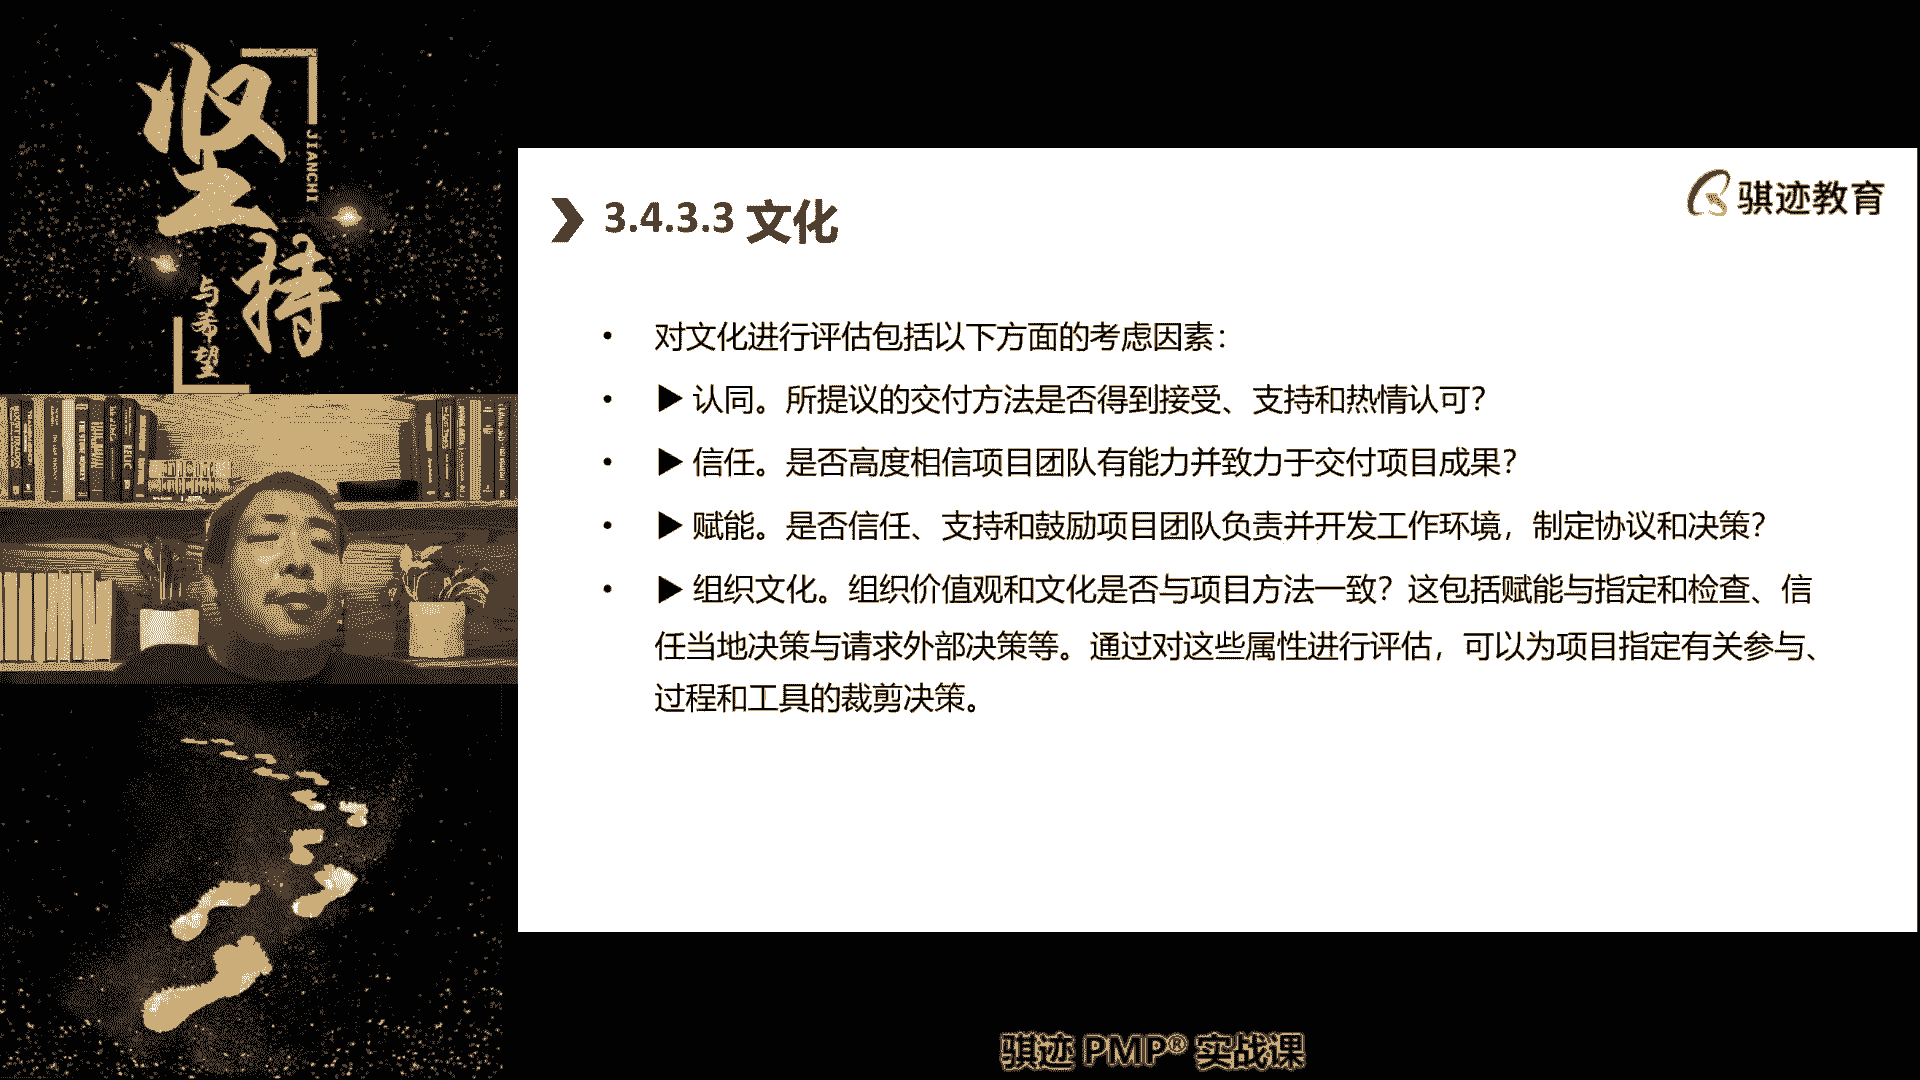 坚持
JIANCHI
与希望
骐迹教育
3.4.3.3 文化
• 对文化进行评估包括以下方面的考虑因素：
• ▶ 认同。所提议的交付方法是否得到接受、支持和热情认可？
• ▶ 信任。是否高度相信项目团队有能力并致力于交付项目成果？
• ▶ 赋能。是否信任、支持和鼓励项目团队负责并开发工作环境，制定协议和决策？
• ▶ 组织文化。组织价值观和文化是否与项目方法一致？这包括赋能与指定和检查、信
任当地决策与请求外部决策等。通过对这些属性进行评估，可以为项目指定有关参与、
过程和工具的裁剪决策。
骐迹 PMP® 实战课